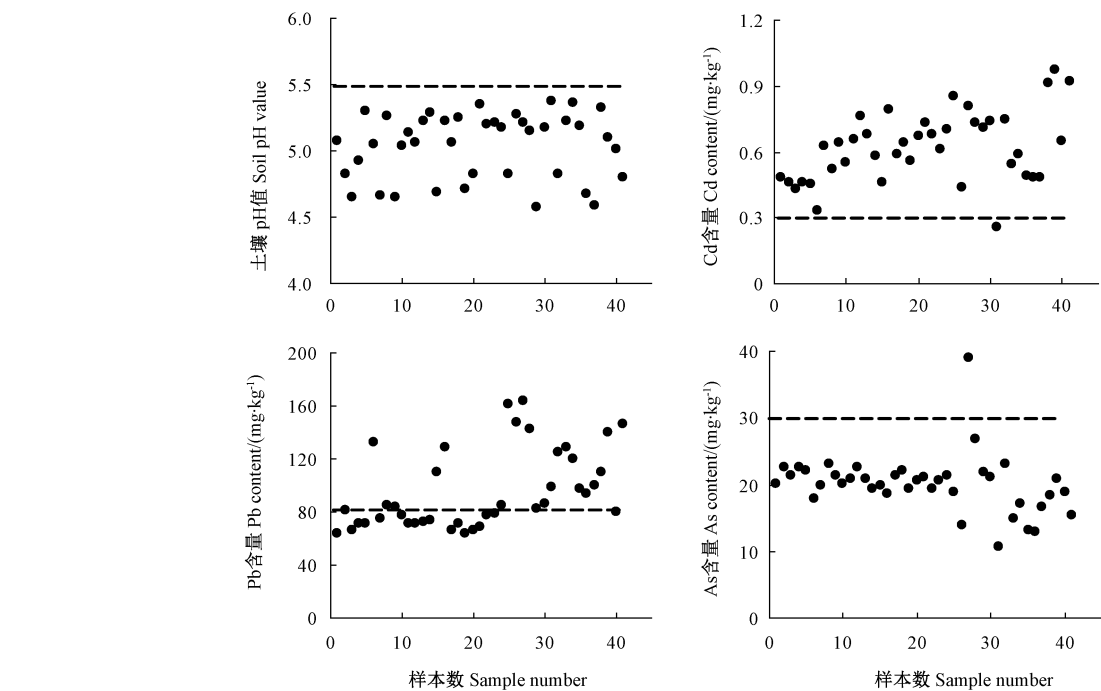 6.0
5.5
5.0
4.5
4.0
土壤 pH值 Soil pH value
0 10 20 30 40
1.2
0.9
0.6
0.3
0
Cd含量 Cd content/(mg·kg⁻¹)
0 10 20 30 40
200
160
120
80
40
0
Pb含量 Pb content/(mg·kg⁻¹)
0 10 20 30 40
样本数 Sample number
40
30
20
10
0
As含量 As content/(mg·kg⁻¹)
0 10 20 30 40
样本数 Sample number